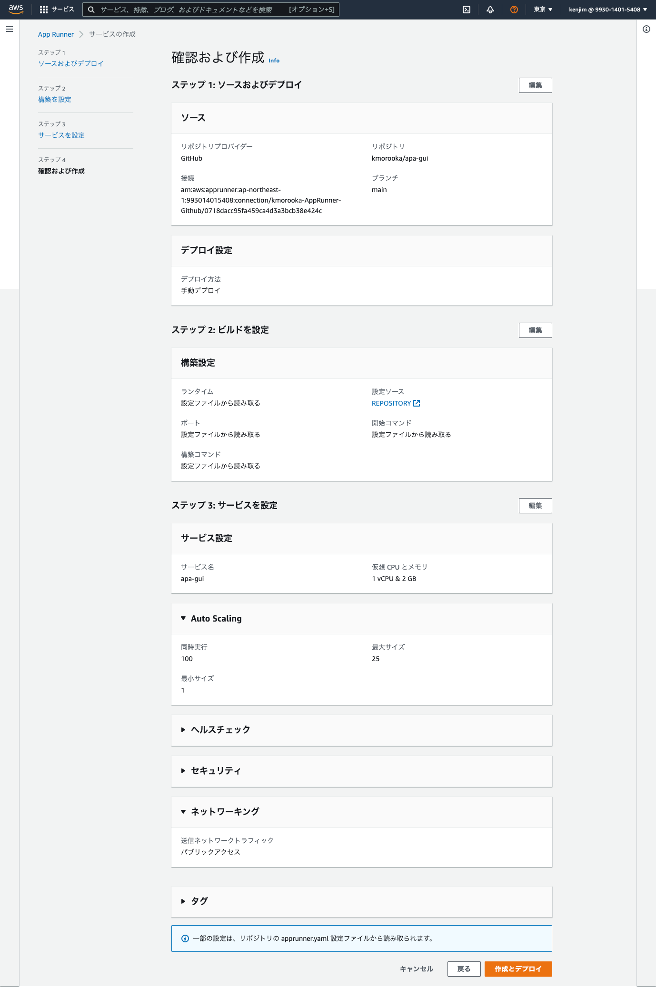 aws サービス サービス、特徴、ブログ、およびドキュメントなどを検索 [オプション+S] 東京 kenjim @ 9930-1401-5408
App Runner サービスの作成
ステップ 1
ソースおよびデプロイ
ステップ 2
構築を設定
ステップ 3
サービスを設定
ステップ 4
確認および作成
確認および作成 Info
ステップ 1: ソースおよびデプロイ 編集
ソース
リポジトリプロバイダー
GitHub
接続
arn:aws:apprunner:ap-northeast-
1:993014015408:connection/kmorooka-AppRunner-
Github/0718dacc95fa459ca4d3a3bcb38e424c
リポジトリ
kmorooka/apa-gui
ブランチ
main
デプロイ設定
デプロイ方法
手動デプロイ
ステップ 2: ビルドを設定 編集
構築設定
ランタイム
設定ファイルから読み取る
ポート
設定ファイルから読み取る
構築コマンド
設定ファイルから読み取る
設定ソース
REPOSITORY
開始コマンド
設定ファイルから読み取る
ステップ 3: サービスを設定 編集
サービス設定
サービス名
apa-gui
仮想 CPU とメモリ
1 vCPU & 2 GB
Auto Scaling
同時実行
100
最小サイズ
1
最大サイズ
25
ヘルスチェック
セキュリティ
ネットワーキング
送信ネットワークトラフィック
パブリックアクセス
タグ
一部の設定は、リポジトリの apprunner.yaml 設定ファイルから読み取られます。
キャンセル 戻る 作成とデプロイ